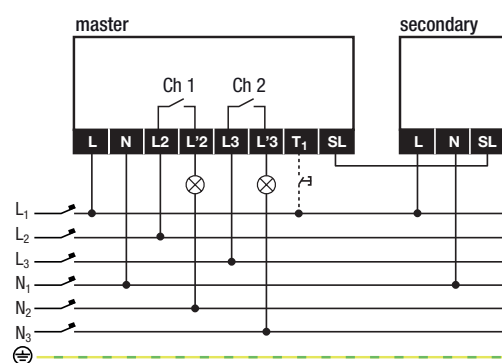 master secondary
Ch 1 Ch 2
L N L2 L'2 L3 L'3 T₁ SL L N SL
L₁
L₂
L₃
N₁
N₂
N₃